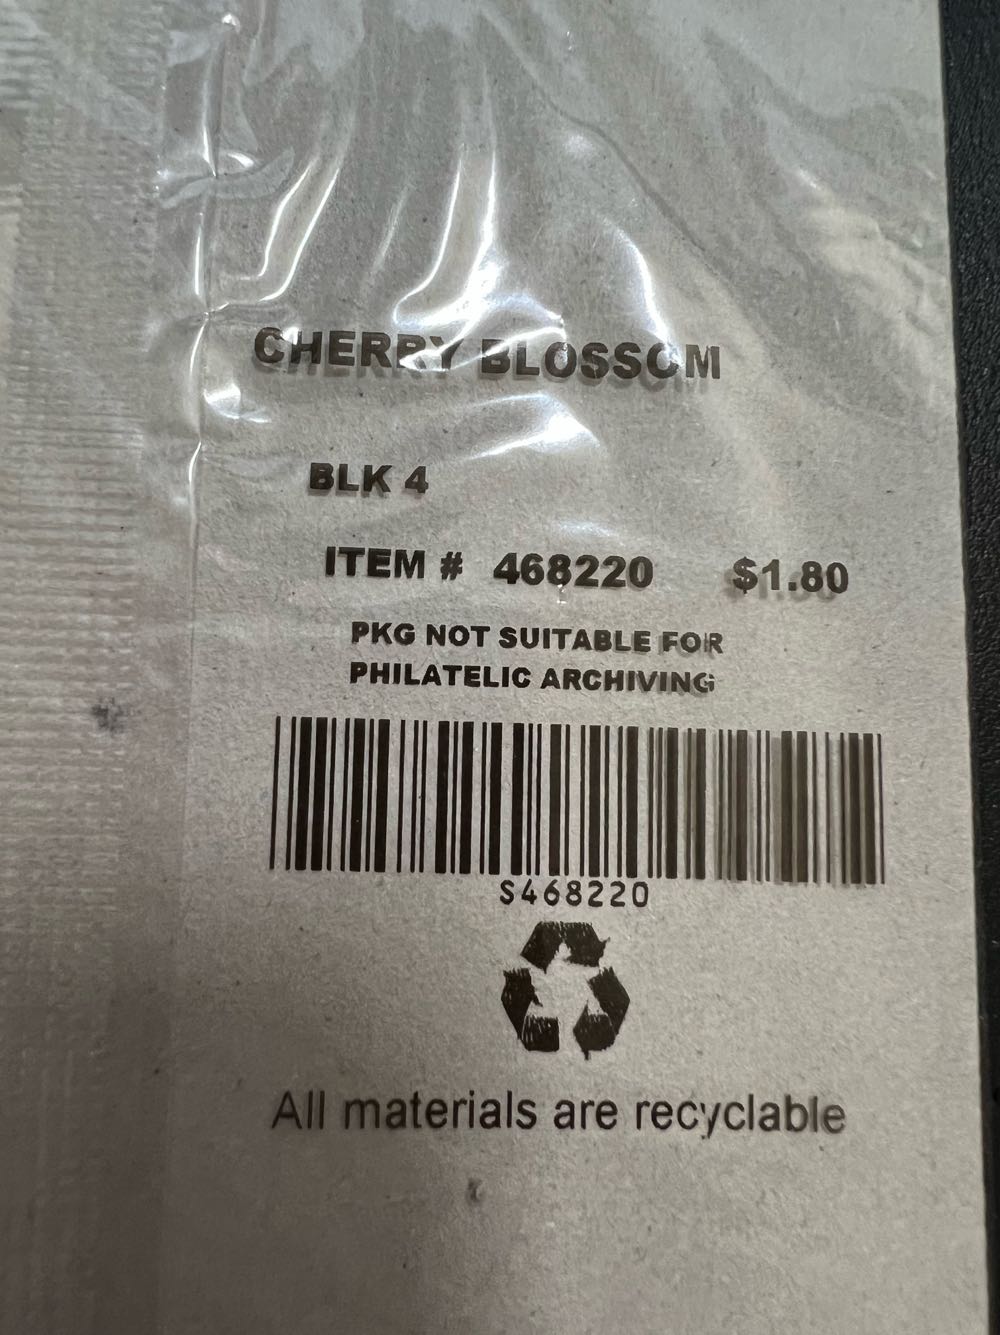 CHERRY BLOSSOM
BLK 4
ITEM # 468220 $1.80
PKG NOT SUITABLE FOR
PHILATELIC ARCHIVING
S468220
All materials are recyclable